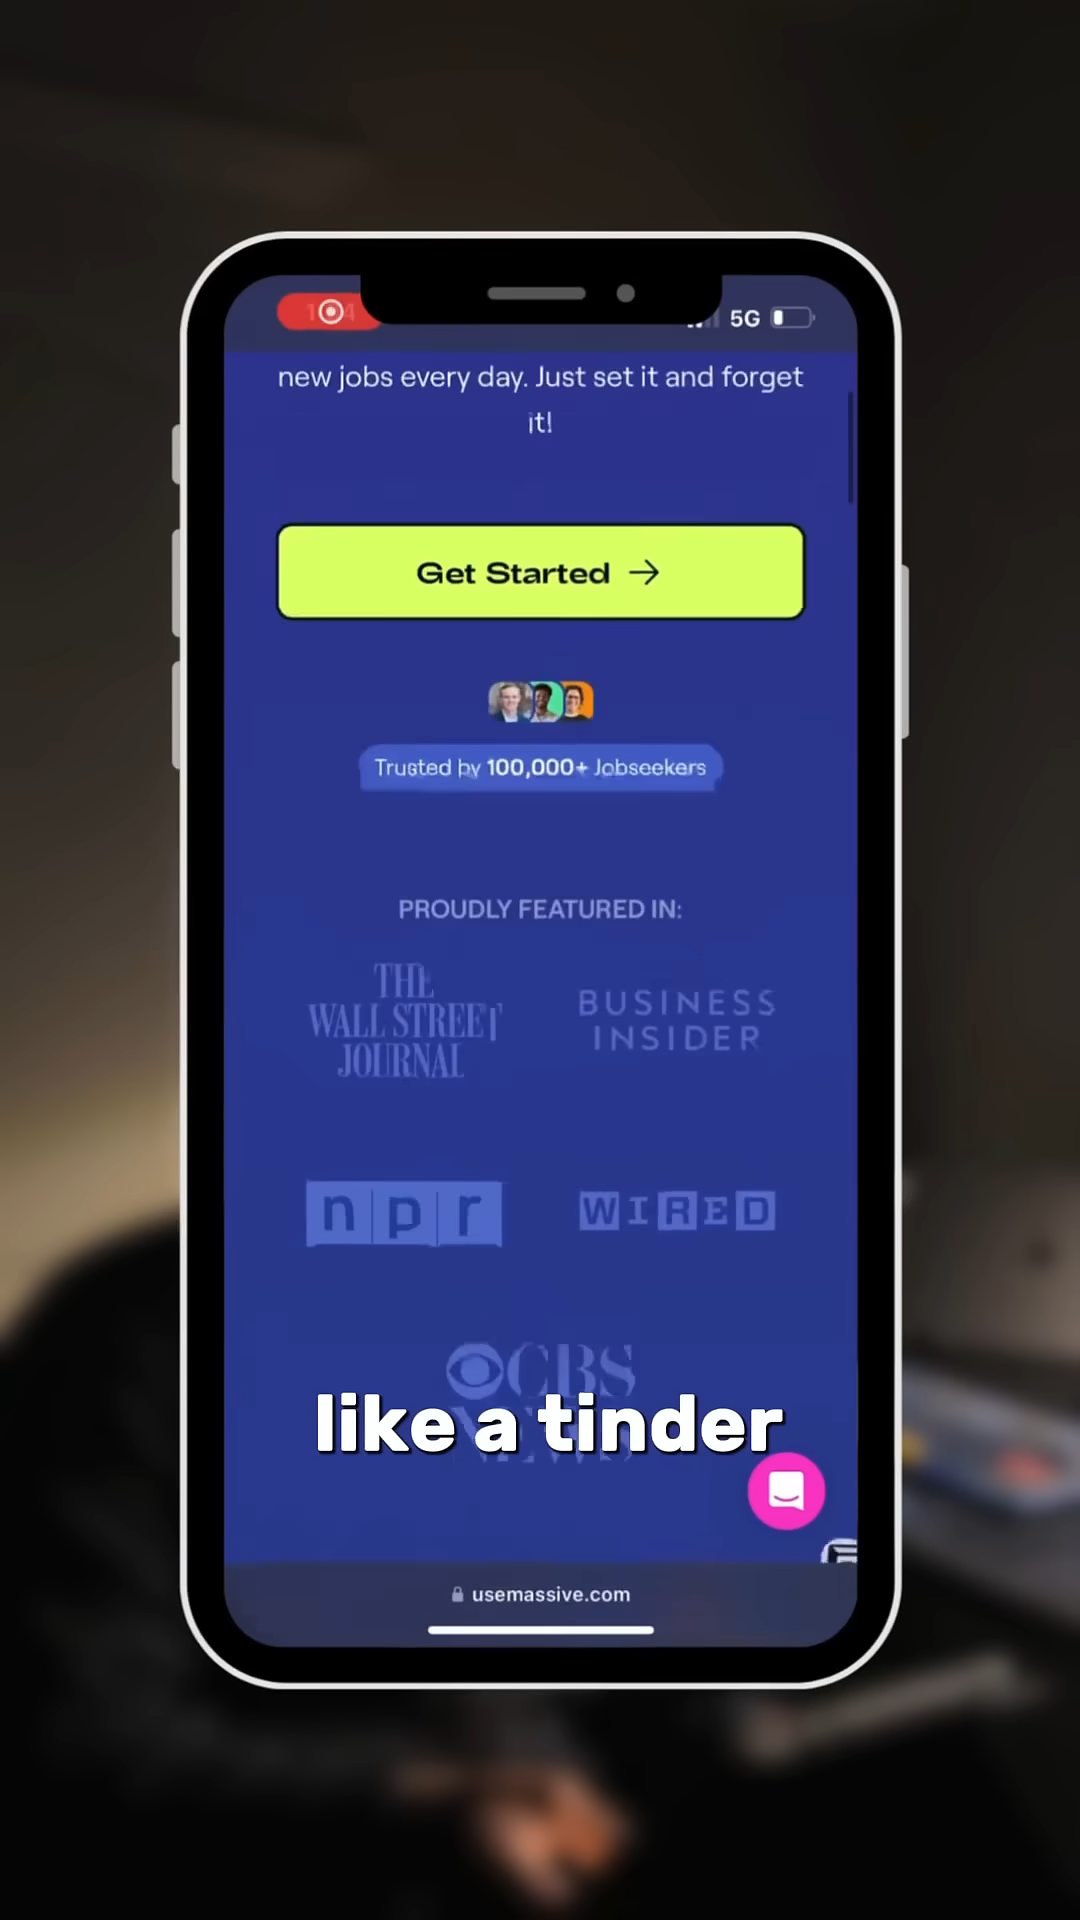 5G
new jobs every day. Just set it and forget
it!
Get Started →
Trusted by 100,000+ Jobseekers
PROUDLY FEATURED IN:
THE
WALL STREET
JOURNAL
BUSINESS
INSIDER
npr
WIRED
CBS
NEWS
like a tinder
usemassive.com